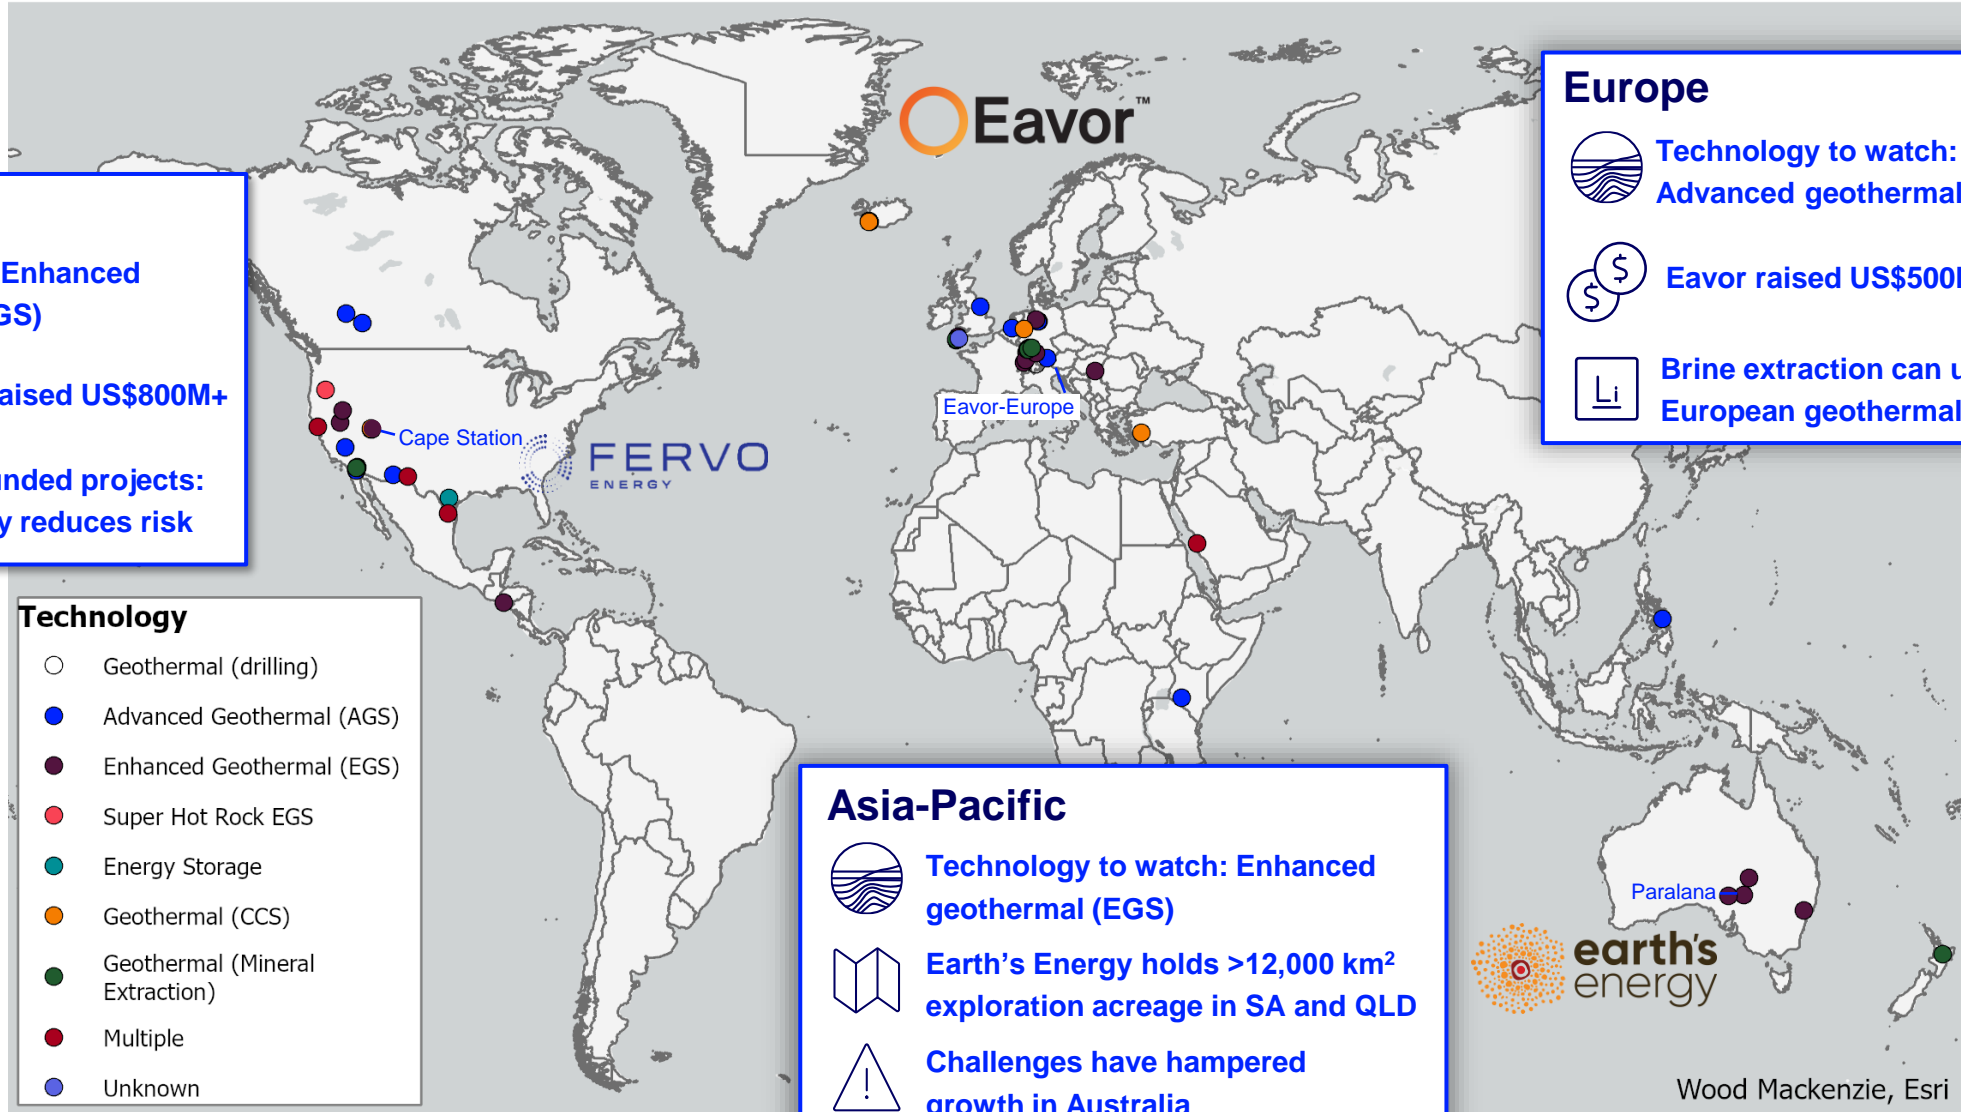 Eavor™
Europe
Technology to watch:
Advanced geothermal
Eavor raised US$500
Li
Brine extraction can
European geothermal
Enhanced
GS)
aised US$800M+
nded projects:
y reduces risk
Eavor-Europe
Cape Station
FERVO
ENERGY
Technology
Geothermal (drilling)
Advanced Geothermal (AGS)
Enhanced Geothermal (EGS)
Super Hot Rock EGS
Energy Storage
Geothermal (CCS)
Geothermal (Mineral
Extraction)
Multiple
Unknown
Asia-Pacific
Technology to watch: Enhanced
geothermal (EGS)
Earth's Energy holds >12,000 km²
exploration acreage in SA and QLD
Challenges have hampered
growth in Australia
Paralana
earth's
energy
Wood Mackenzie, Esri